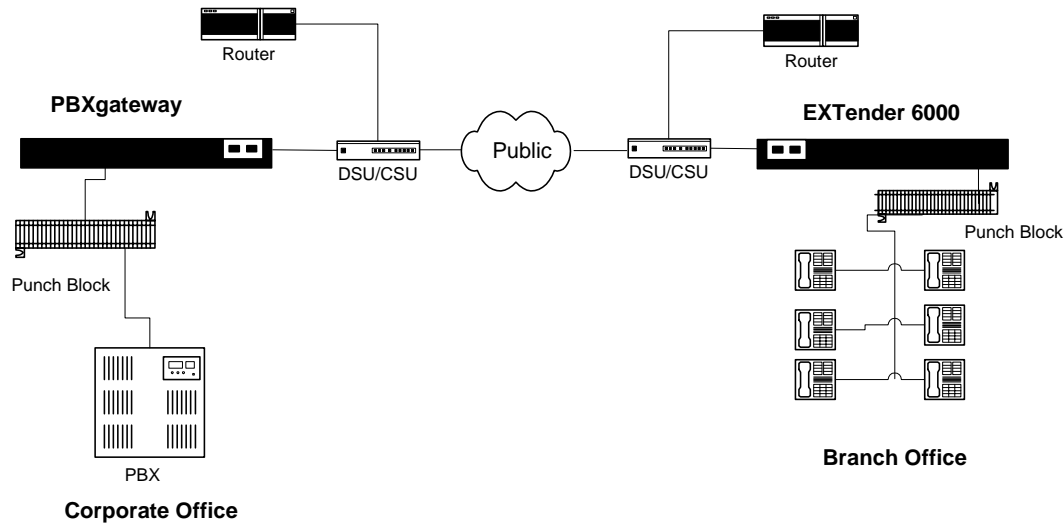 Router
Router
PBXgateway
EXTender 6000
Public
DSU/CSU
DSU/CSU
Punch Block
Punch Block
PBX
Branch Office
Corporate Office